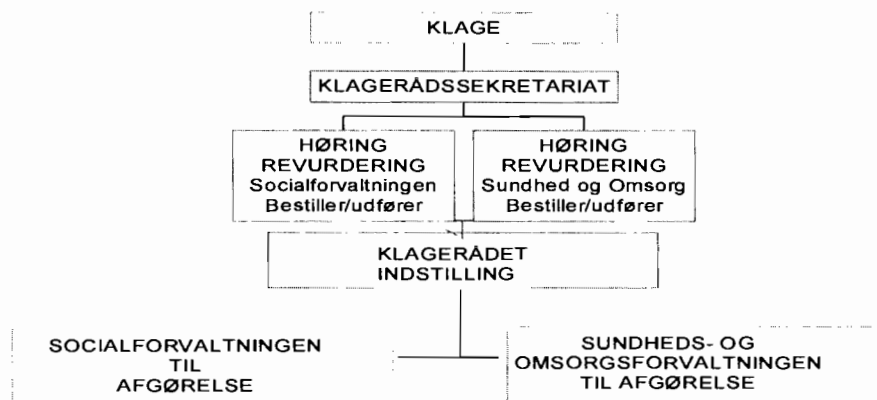 KLAGE
KLAGERÅDSSEKRETARIAT
HØRING
REVURDERING
Socialforvaltningen
Bestiller/udfører
HØRING
REVURDERING
Sundhed og Omsorg
Bestiller/udfører
KLAGERÅDET
INDSTILLING
SOCIALFORVALTNINGEN
TIL
AFGØRELSE
SUNDHEDS- OG
OMSORGSFORVALTNINGEN
TIL AFGØRELSE